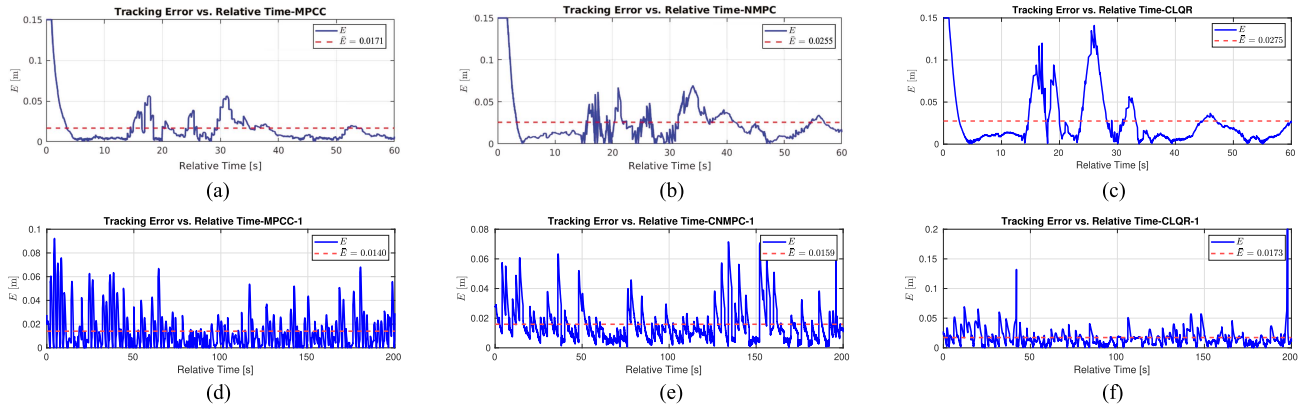 Tracking Error vs. Relative Time-MPCC
0.15
0.1
0.05
0
E [m]
E
Ē = 0.0171
0 10 20 30 40 50 60
Relative Time [s]
(a)
Tracking Error vs. Relative Time-NMPC
0.15
0.1
0.05
0
E [m]
E
Ē = 0.0255
0 10 20 30 40 50 60
Relative Time [s]
(b)
Tracking Error vs. Relative Time-CLQR
0.15
0.1
0.05
0
E [m]
E
Ē = 0.0275
0 10 20 30 40 50 60
Relative Time [s]
(c)
Tracking Error vs. Relative Time-MPCC-1
0.1
0.08
0.06
0.04
0.02
0
E [m]
E
Ē = 0.0140
0 50 100 150 200
Relative Time [s]
(d)
Tracking Error vs. Relative Time-CNMPC-1
0.08
0.06
0.04
0.02
0
E [m]
E
Ē = 0.0159
0 50 100 150 200
Relative Time [s]
(e)
Tracking Error vs. Relative Time-CLQR-1
0.2
0.15
0.1
0.05
0
E [m]
E
Ē = 0.0173
0 50 100 150 200
Relative Time [s]
(f)